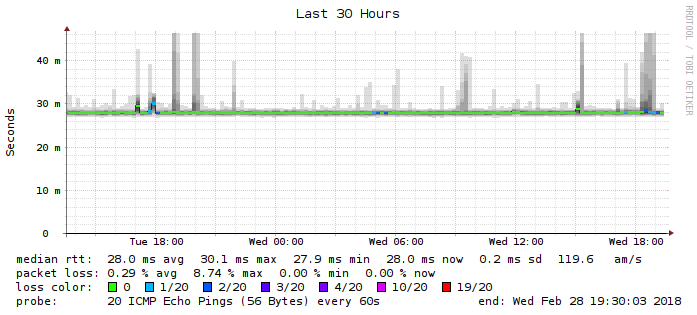 Last 30 Hours
RRDTOOL / TOBI OETIKER
Seconds
40 m
30 m
20 m
10 m
0
Tue 18:00 Wed 00:00 Wed 06:00 Wed 12:00 Wed 18:00
median rtt: 28.0 ms avg 30.1 ms max 27.9 ms min 28.0 ms now 0.2 ms sd 119.6 am/s
packet loss: 0.29 % avg 8.74 % max 0.00 % min 0.00 % now
loss color: 0 1/20 2/20 3/20 4/20 10/20 19/20
probe: 20 ICMP Echo Pings (56 Bytes) every 60s end: Wed Feb 28 19:30:03 2018